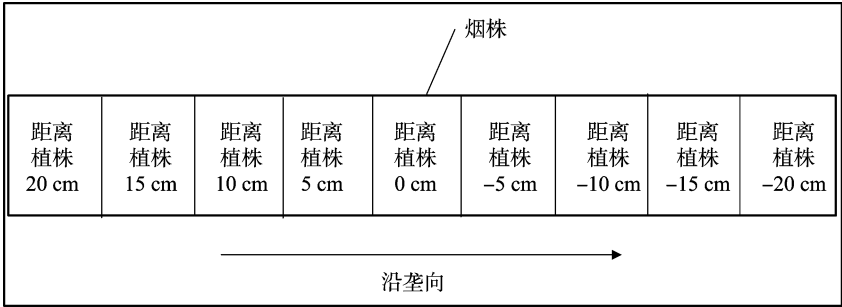 烟株
距离
植株
20 cm
距离
植株
15 cm
距离
植株
10 cm
距离
植株
5 cm
距离
植株
0 cm
距离
植株
−5 cm
距离
植株
−10 cm
距离
植株
−15 cm
距离
植株
−20 cm
沿垄向